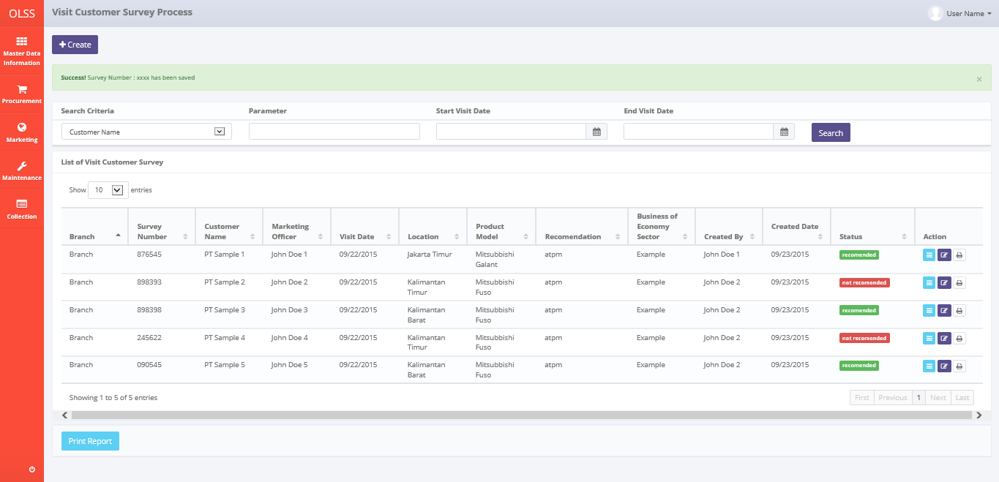 OLSS
Visit Customer Survey Process
User Name
Master Data
Information
Procurement
Marketing
Maintenance
Collection
Create
Success! Survey Number : xxxx has been saved
×
Search Criteria Parameter Start Visit Date End Visit Date
Customer Name
Search
List of Visit Customer Survey
Show 10 entries
Branch
Survey
Number
Customer
Name
Marketing
Officer
Visit Date
Location
Product
Model
Recomendation
Business of
Economy
Sector
Created By
Created Date
Status
Action
Branch 876545 PT Sample 1 John Doe 1 09/22/2015 Jakarta Timur Mitsubbishi atpm Example John Doe 1 09/23/2015 recomended
Galant
Branch 898393 PT Sample 2 John Doe 2 09/22/2015 Kalimantan Mitsubbishi atpm Example John Doe 2 09/23/2015 not recomended
Timur Fuso
Branch 898398 PT Sample 3 John Doe 3 09/22/2015 Kalimantan Mitsubbishi atpm Example John Doe 2 09/23/2015 recomended
Barat Fuso
Branch 245622 PT Sample 4 John Doe 4 09/22/2015 Kalimantan Mitsubbishi atpm Example John Doe 2 09/23/2015 not recomended
Timur Fuso
Branch 090545 PT Sample 5 John Doe 5 09/22/2015 Kalimantan Mitsubbishi atpm Example John Doe 2 09/23/2015 recomended
Barat Fuso
Showing 1 to 5 of 5 entries
First Previous 1 Next Last
Print Report